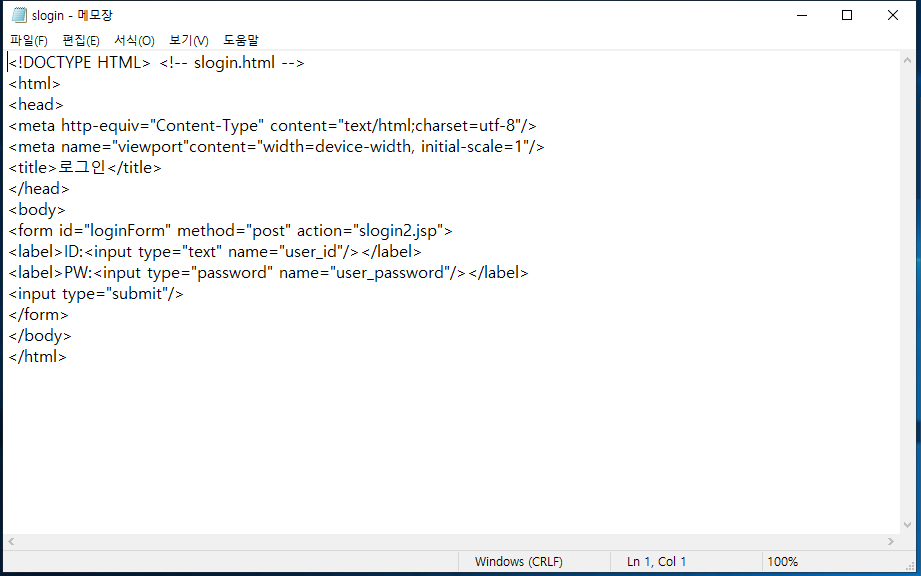 slogin - 메모장
파일(F) 편집(E) 서식(O) 보기(V) 도움말
<!DOCTYPE HTML> <!-- slogin.html -->
<html>
<head>
<meta http-equiv="Content-Type" content="text/html;charset=utf-8"/>
<meta name="viewport"content="width=device-width, initial-scale=1"/>
<title>로그인</title>
</head>
<body>
<form id="loginForm" method="post" action="slogin2.jsp">
<label>ID:<input type="text" name="user_id"/></label>
<label>PW:<input type="password" name="user_password"/></label>
<input type="submit"/>
</form>
</body>
</html>
Windows (CRLF) Ln 1, Col 1 100%